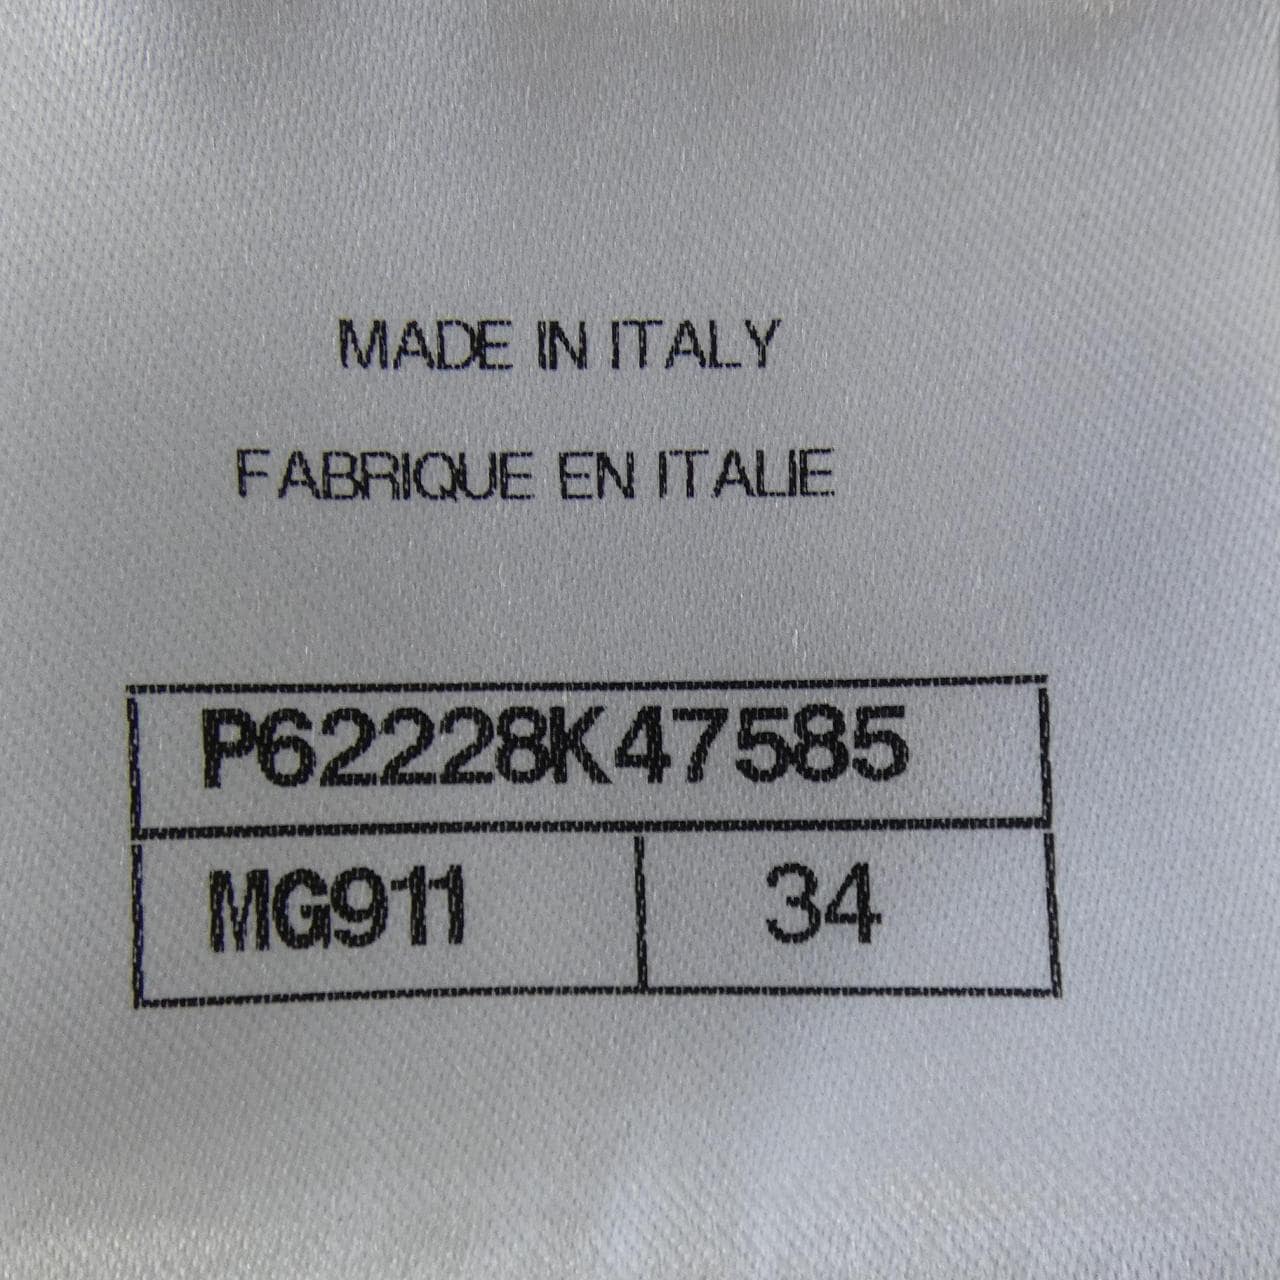 MADE IN ITALY
FABRIQUE EN ITALIE
P62228K47585
MG911 34